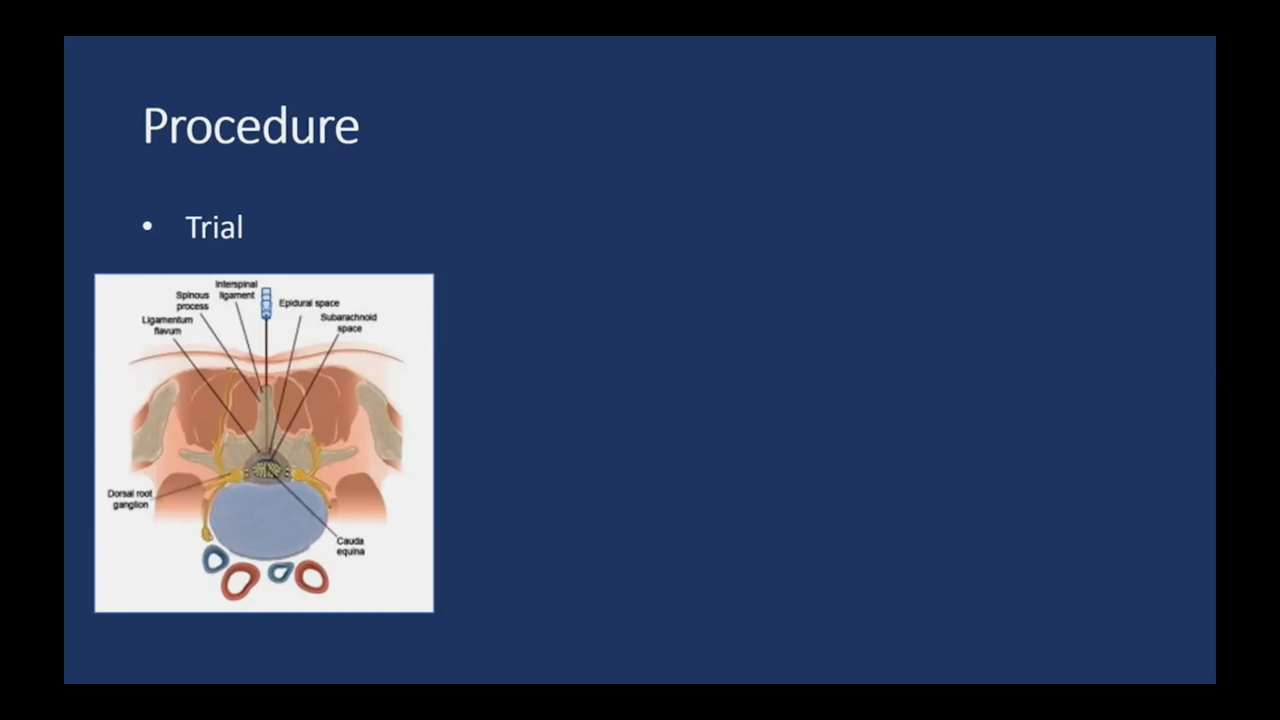 Procedure
• Trial
Interspinal
ligament
Spinous
process
Epidural space
Ligamentum
flavum
Subarachnoid
space
Dorsal root
ganglion
Cauda
equina